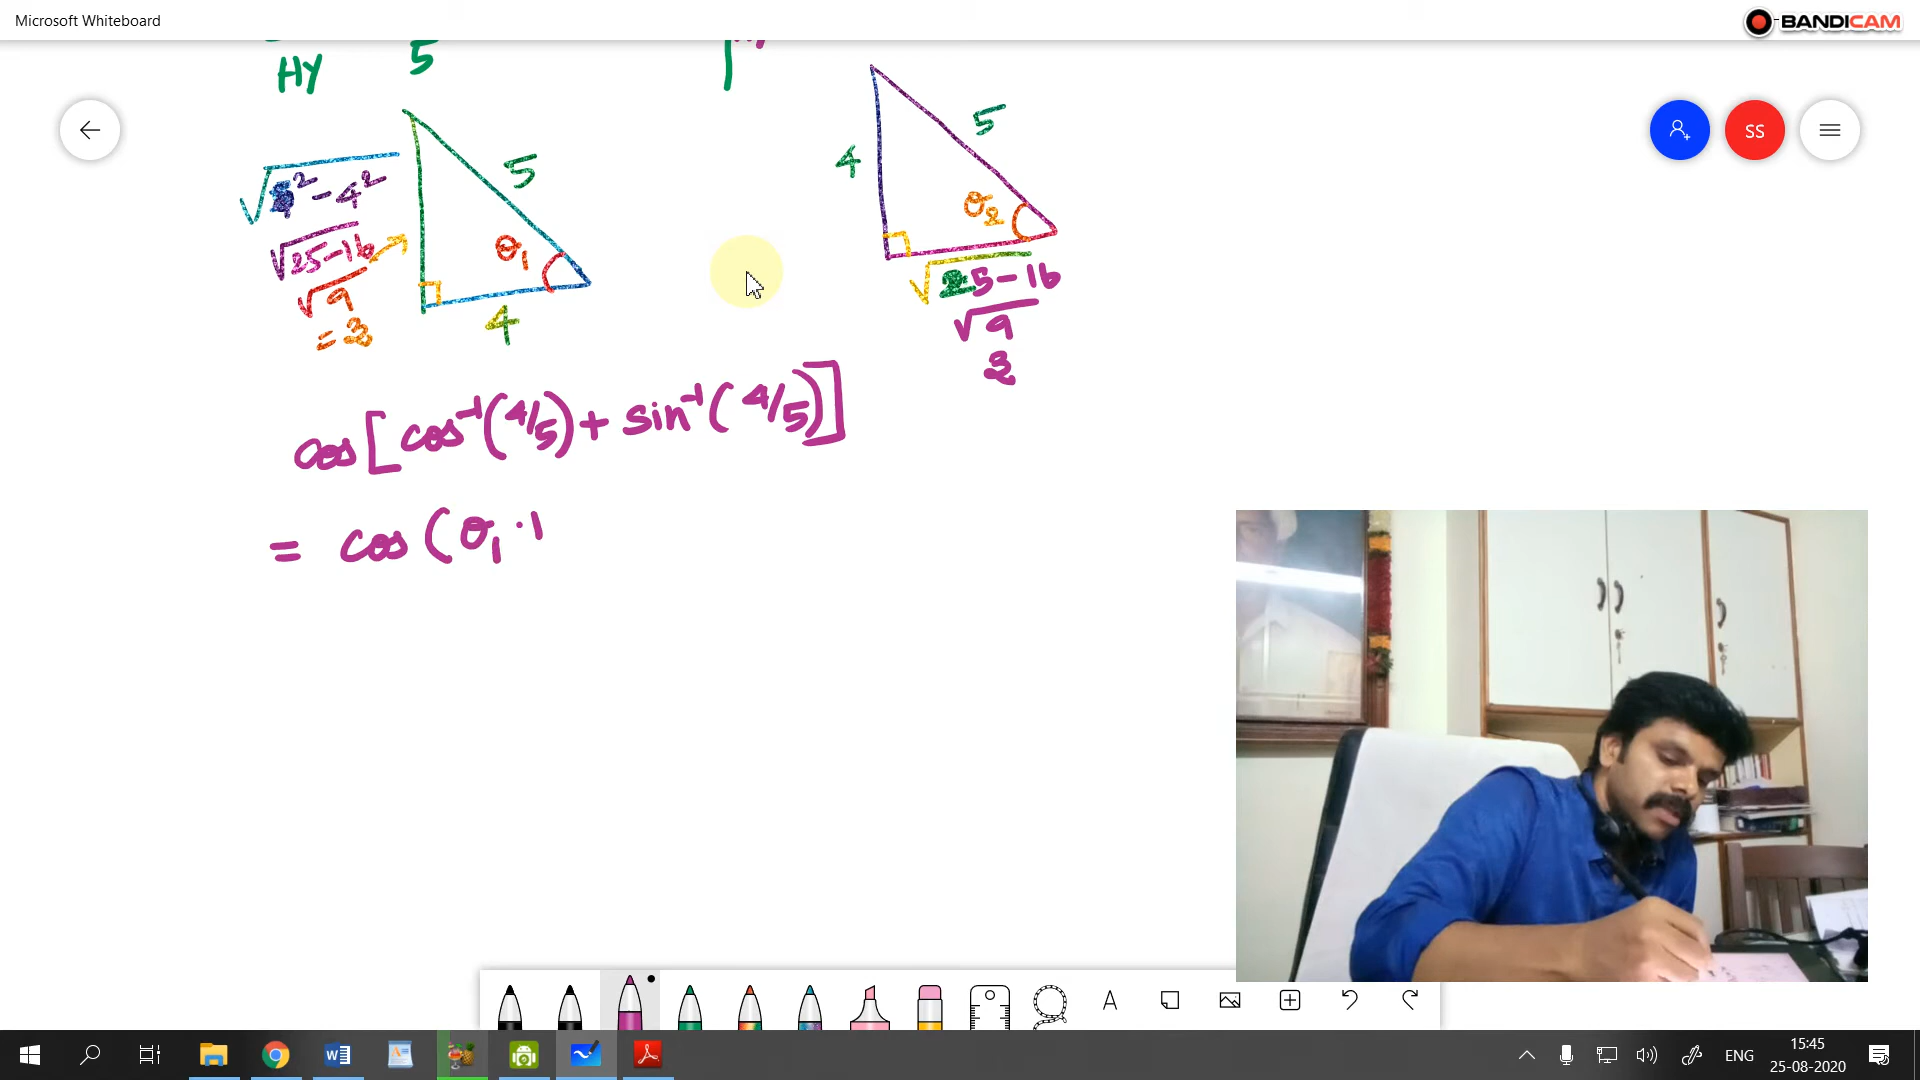 Microsoft Whiteboard
BANDICAM
HY
5
5
√5² - 4²
√25-16
√9
= 3
θ₁
4
5
4
θ₂
√25-16
√9
3
SS
cos[cos⁻¹(4/5) + sin⁻¹(4/5)]
= cos(θ₁
A
W
ENG
15:45
25-08-2020